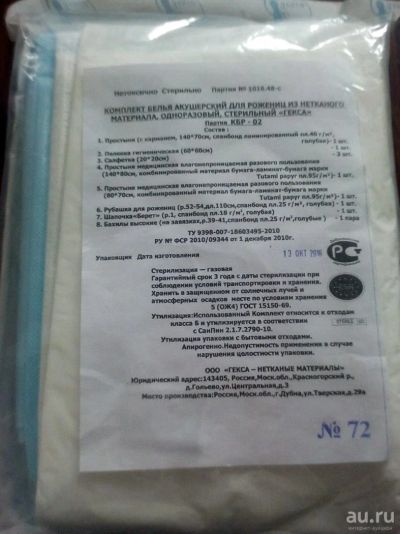 Нетоксично Стерильно Партия № 1016.48-с
КОМПЛЕКТ БЕЛЬЯ АКУШЕРСКИЙ ДЛЯ РОЖЕНИЦ ИЗ НЕТКАНОГО
МАТЕРИАЛА, ОДНОРАЗОВЫЙ, СТЕРИЛЬНЫЙ «ГЕКСА»
Партия КБР - 02
Состав :
1. Простыня (с карманом, 140*70см, спанбонд ламинированный пл.40 г/м²,
голубая)- 1 шт.
2. Пеленка гигиеническая (60*60см) - 1 шт.
3. Салфетка (20*20см) - 3 шт.
4. Простыня медицинская влагонепроницаемая разового пользования
(140*80см, комбинированный материал бумага-ламинат-бумага марки
Tutami papyr пл.95г/м²)- 1 шт.
5. Простыня медицинская влагонепроницаемая разового пользования
(80*70см, комбинированный материал бумага-ламинат-бумага марки
Tutami papyr пл.95г/м²)- 1 шт.
6. Рубашка для роженицы (р.52-54,дл.110см,спанбонд пл.25 г/м², голубая) - 1 шт.
7. Шапочка«Берет» (р.1, спанбонд пл.18 г/м², голубая) - 1 шт.
8. Бахилы высокие (на завязках,р.39-41,спанбонд пл.25 г/м²,голубые ) - 1 пара
ТУ 9398-007-18603495-2010
РУ № ФСР 2010/09344 от 1 декабря 2010г.
Упаковщик Дата изготовления 13 ОКТ 2016
Стерилизация – газовая
Гарантийный срок 3 года с даты стерилизации при
соблюдении условий транспортировки и хранения.
Хранить в защищенном от солнечных лучей и
атмосферных осадков месте по условиям хранения
5 (ОЖ4) ГОСТ 15150-69.
Утилизация:Использованный Комплект относится к отходам
класса Б и утилизируется в соответствии
с СанПин 2.1.7.2790-10.
STERILE EO
Утилизация упаковки с бытовыми отходами.
Апирогенно.Недопустимость применения в случае
нарушения целостности упаковки.
ООО «ГЕКСА – НЕТКАНЫЕ МАТЕРИАЛЫ»
Юридический адрес:143405, Россия,Моск.обл.,Красногорский р.,
д.Гольево,ул.Центральная,д.3
Место производства:Россия,Моск.обл.,г.Дубна,ул.Тверская,д.29а
№ 72
au.ru